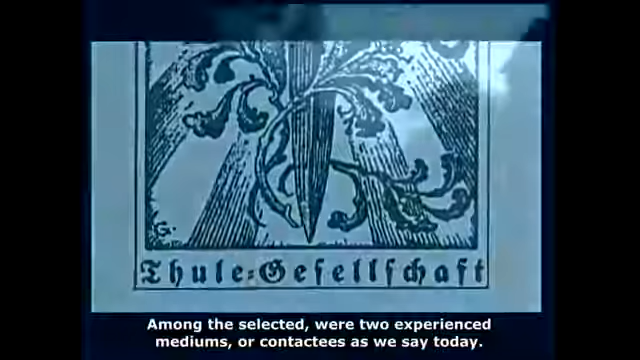 G.
Thule=Gesellschaft
Among the selected, were two experienced
mediums, or contactees as we say today.